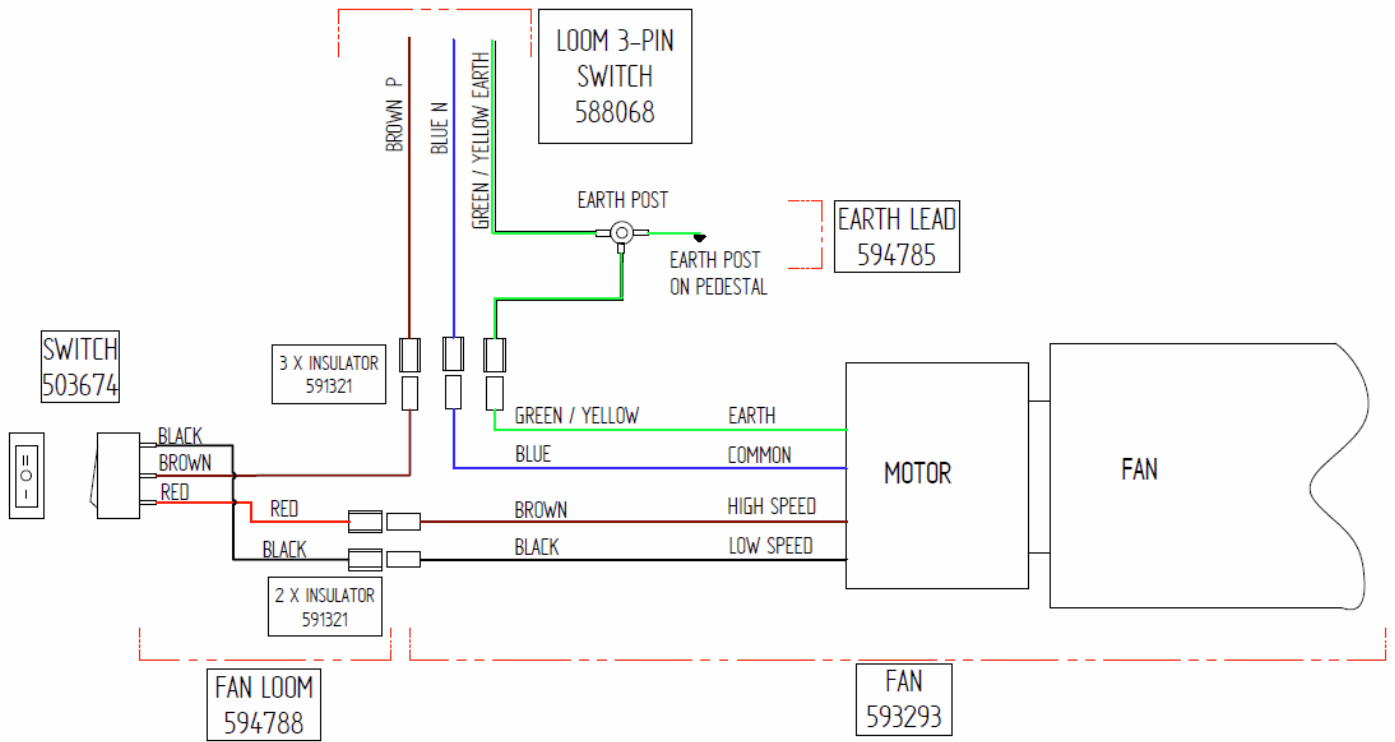 LOOM 3-PIN
SWITCH
588068
BROWN P
BLUE N
GREEN / YELLOW EARTH
EARTH POST
EARTH POST
ON PEDESTAL
EARTH LEAD
594785
SWITCH
503674
3 X INSULATOR
591321
BLACK
BROWN
RED
II
O
I
GREEN / YELLOW
EARTH
BLUE
COMMON
RED
BROWN
HIGH SPEED
BLACK
BLACK
LOW SPEED
MOTOR
FAN
2 X INSULATOR
591321
FAN LOOM
594788
FAN
593293